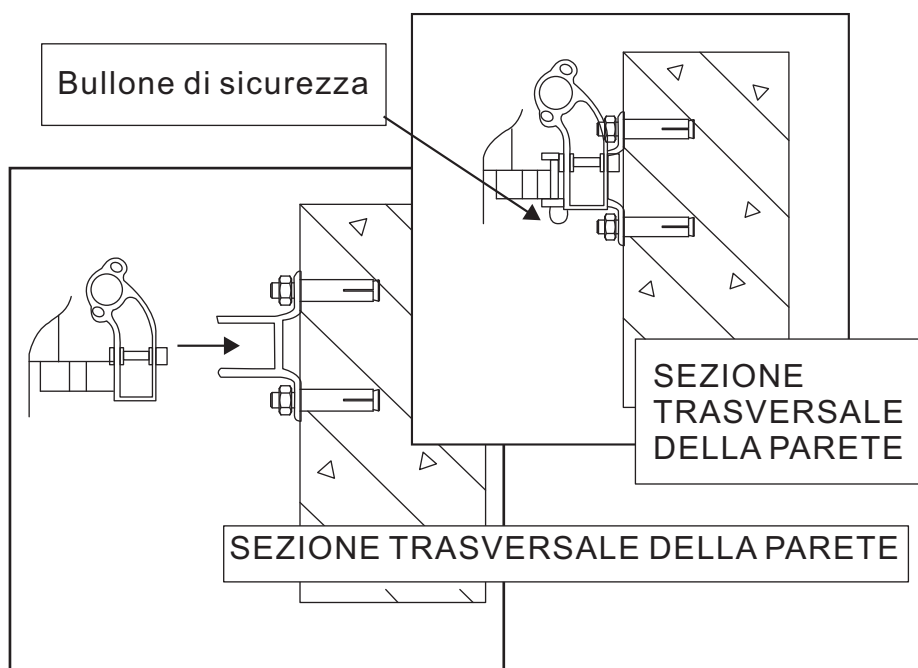 Bullone di sicurezza
SEZIONE
TRASVERSALE
DELLA PARETE
SEZIONE TRASVERSALE DELLA PARETE